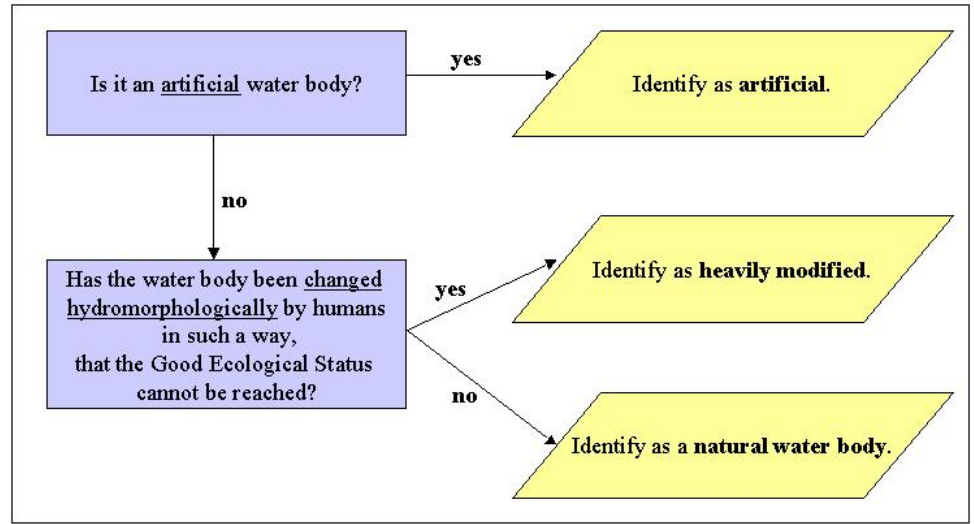 Is it an artificial water body?
yes
Identify as artificial.
no
Has the water body been changed
hydromorphologically by humans
in such a way,
that the Good Ecological Status
cannot be reached?
yes
Identify as heavily modified.
no
Identify as a natural water body.